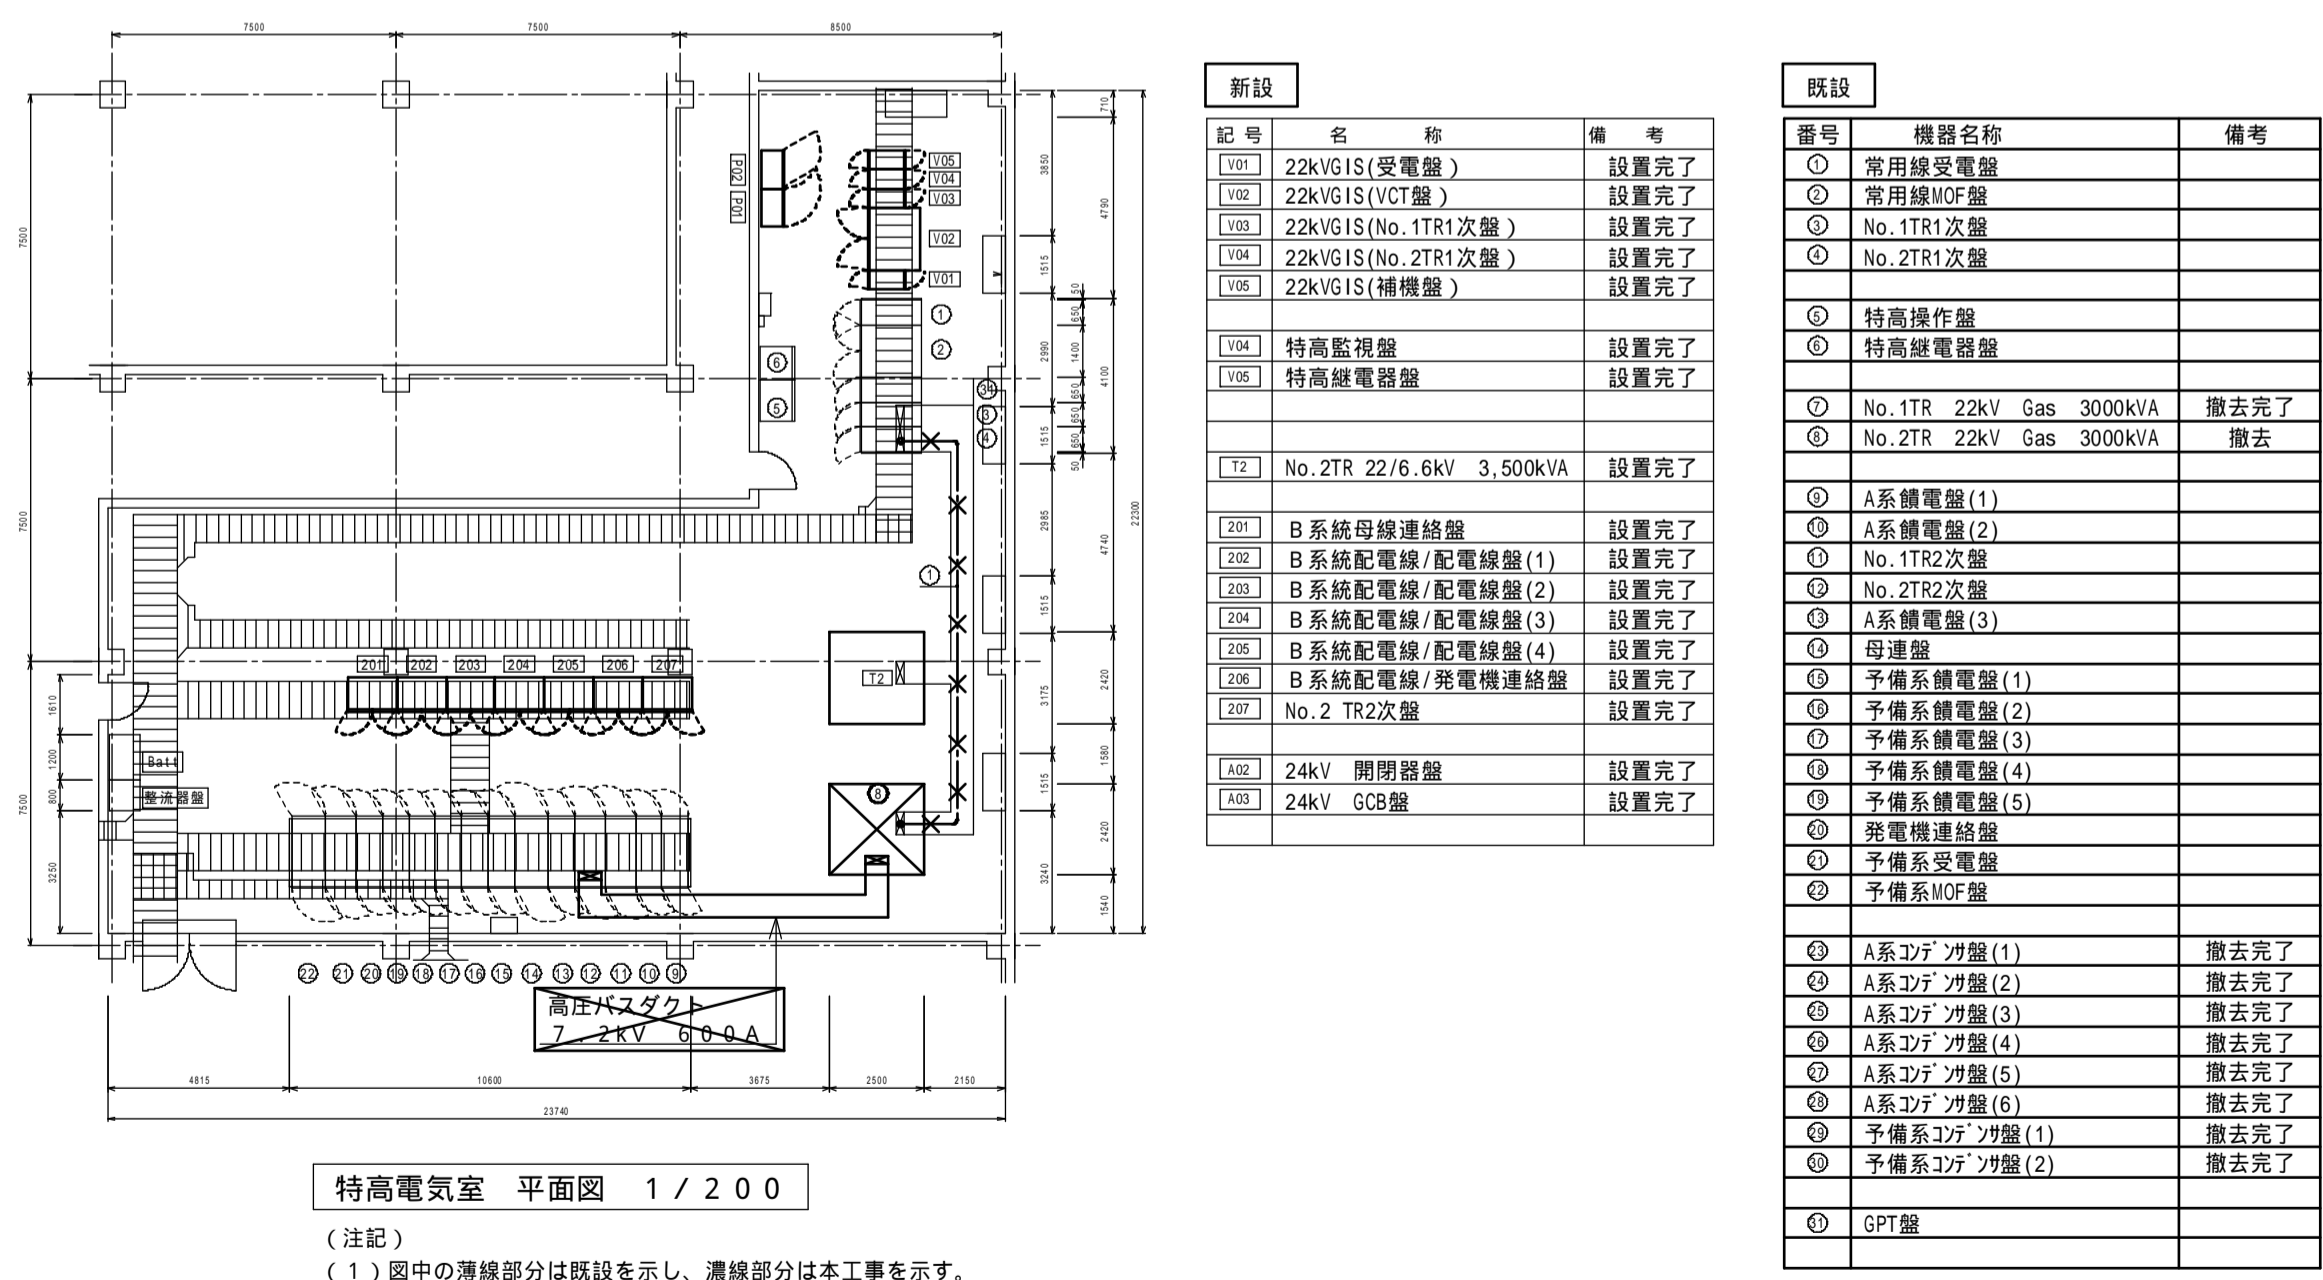 7500 7500 8500
7500
7500
7500
1610
1200
800
3250
3850
1515
2990
1515
2985
1515
3175
1515
3240
50
650
1400
650
650
650
50
710
4790
4100
4740
2420
1580
2420
1540
22300
P02
P01
V05
V04
V03
V02
V01
①
②
⑥
⑤
③
④
①
201 202 203 204 205 206 207
T2
Batt
整流器盤
⑧
㉒ ㉑ ⑳ ⑲ ⑱ ⑰ ⑯ ⑮ ⑭ ⑬ ⑫ ⑪ ⑩ ⑨
高圧バスダクト
7.2kV 600A
4815 10600 3675 2500 2150
23740
特高電気室 平面図 1/200
(注記)
(1)図中の薄線部分は既設を示し、濃線部分は本工事を示す。
新設
記号 名称 備考
V01 22kVGIS(受電盤) 設置完了
V02 22kVGIS(VCT盤) 設置完了
V03 22kVGIS(No.1TR1次盤) 設置完了
V04 22kVGIS(No.2TR1次盤) 設置完了
V05 22kVGIS(補機盤) 設置完了
V04 特高監視盤 設置完了
V05 特高継電器盤 設置完了
T2 No.2TR 22/6.6kV 3,500kVA 設置完了
201 B系統母線連絡盤 設置完了
202 B系統配電線/配電線盤(1) 設置完了
203 B系統配電線/配電線盤(2) 設置完了
204 B系統配電線/配電線盤(3) 設置完了
205 B系統配電線/配電線盤(4) 設置完了
206 B系統配電線/発電機連絡盤 設置完了
207 No.2 TR2次盤 設置完了
A02 24kV 開閉器盤 設置完了
A03 24kV GCB盤 設置完了
既設
番号 機器名称 備考
① 常用線受電盤
② 常用線MOF盤
③ No.1TR1次盤
④ No.2TR1次盤
⑤ 特高操作盤
⑥ 特高継電器盤
⑦ No.1TR 22kV Gas 3000kVA 撤去完了
⑧ No.2TR 22kV Gas 3000kVA 撤去
⑨ A系饋電盤(1)
⑩ A系饋電盤(2)
⑪ No.1TR2次盤
⑫ No.2TR2次盤
⑬ A系饋電盤(3)
⑭ 母連盤
⑮ 予備系饋電盤(1)
⑯ 予備系饋電盤(2)
⑰ 予備系饋電盤(3)
⑱ 予備系饋電盤(4)
⑲ 予備系饋電盤(5)
⑳ 発電機連絡盤
㉑ 予備系受電盤
㉒ 予備系MOF盤
㉓ A系コンデンサ盤(1) 撤去完了
㉔ A系コンデンサ盤(2) 撤去完了
㉕ A系コンデンサ盤(3) 撤去完了
㉖ A系コンデンサ盤(4) 撤去完了
㉗ A系コンデンサ盤(5) 撤去完了
㉘ A系コンデンサ盤(6) 撤去完了
㉙ 予備系コンデンサ盤(1) 撤去完了
㉚ 予備系コンデンサ盤(2) 撤去完了
㉛ GPT盤